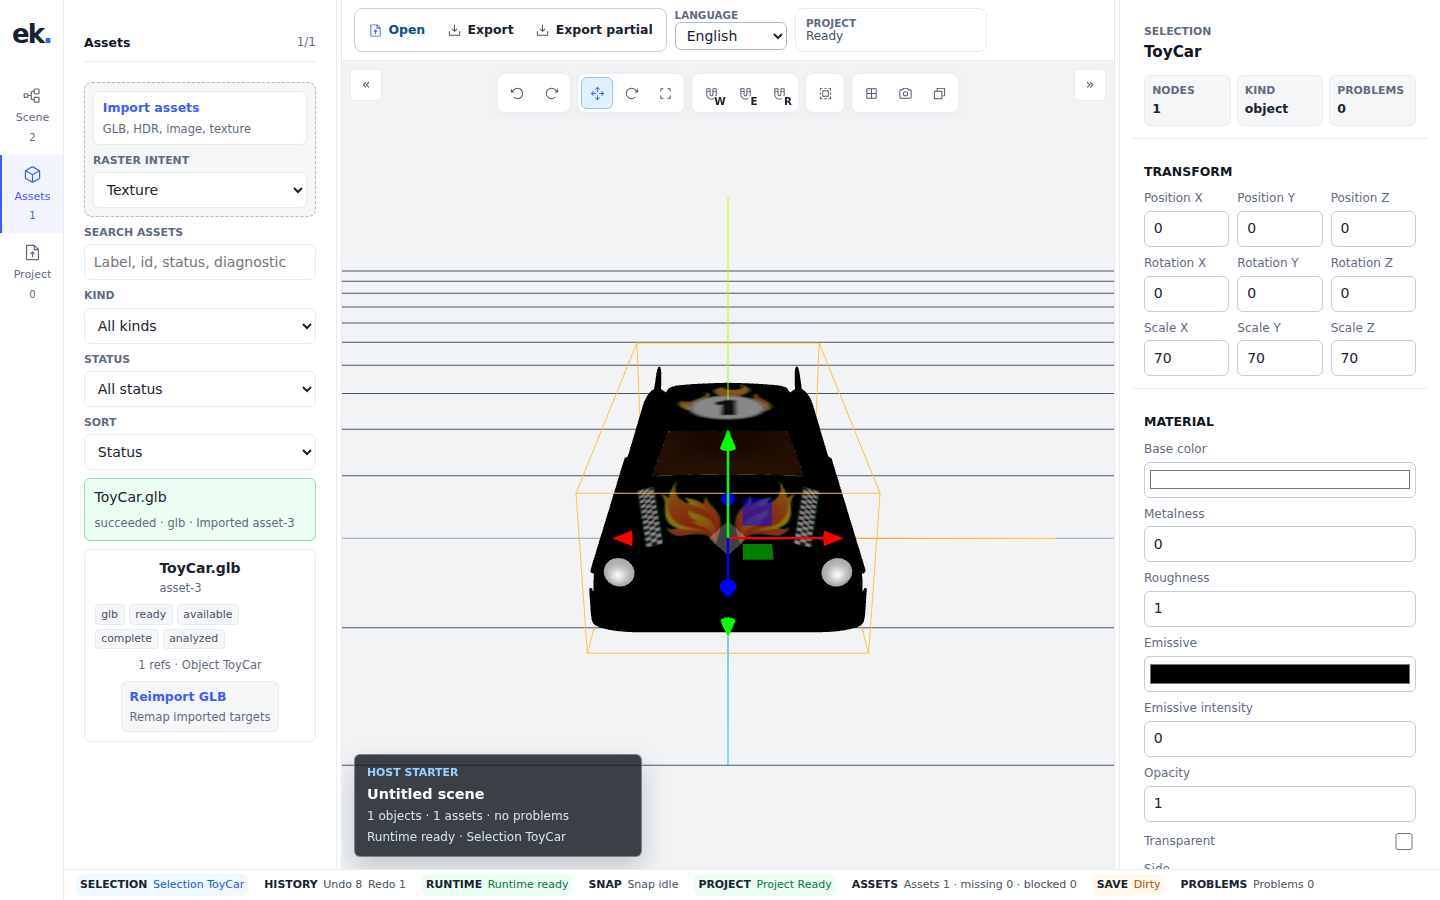 ek.
Scene
2
Assets
1
Project
0
Assets
1/1
Import assets
GLB, HDR, image, texture
RASTER INTENT
Texture
SEARCH ASSETS
Label, id, status, diagnostic
KIND
All kinds
STATUS
All status
SORT
Status
ToyCar.glb
succeeded · glb · Imported asset-3
ToyCar.glb
asset-3
glb ready available
complete analyzed
1 refs · Object ToyCar
Reimport GLB
Remap imported targets
Open Export Export partial
LANGUAGE
English
PROJECT
Ready
« »
W E R
1
HOST STARTER
Untitled scene
1 objects · 1 assets · no problems
Runtime ready · Selection ToyCar
SELECTION
ToyCar
NODES KIND PROBLEMS
1 object 0
TRANSFORM
Position X Position Y Position Z
0 0 0
Rotation X Rotation Y Rotation Z
0 0 0
Scale X Scale Y Scale Z
70 70 70
MATERIAL
Base color
Metalness
0
Roughness
1
Emissive
Emissive intensity
0
Opacity
1
Transparent
Side
SELECTION Selection ToyCar HISTORY Undo 8 Redo 1 RUNTIME Runtime ready SNAP Snap idle PROJECT Project Ready ASSETS Assets 1 · missing 0 · blocked 0 SAVE Dirty PROBLEMS Problems 0